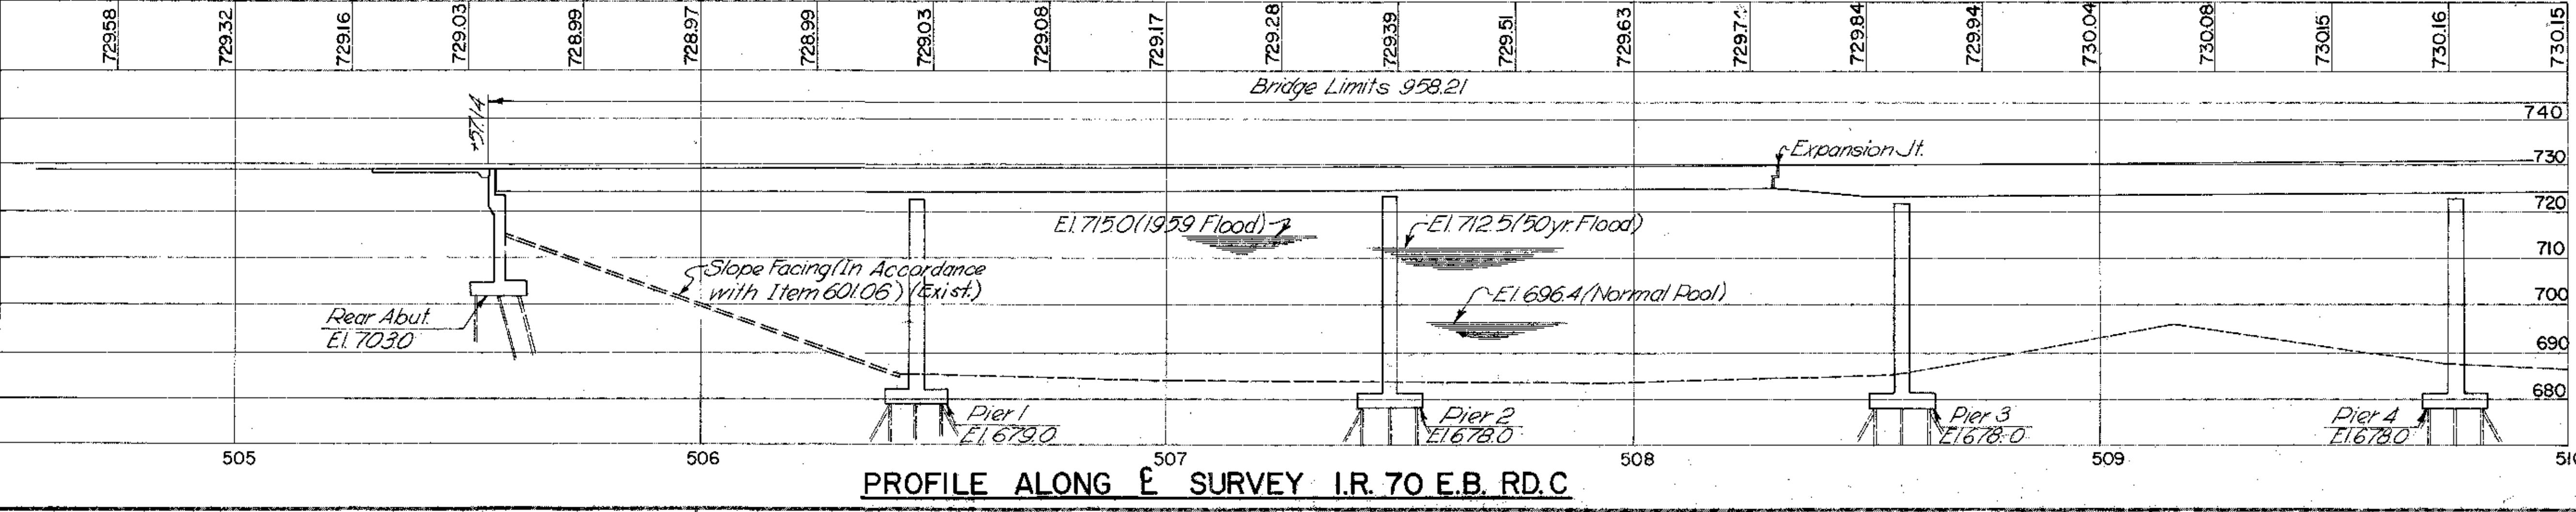 729.58
729.32
729.16
729.03
728.99
728.97
728.99
729.03
729.08
729.17
729.28
729.39
729.51
729.63
729.84
729.94
730.04
730.08
730.15
730.16
730.15
Bridge Limits 958.21
+57.14
740
730
720
710
700
690
680
Expansion Jt.
El. 715.0 (1959 Flood)
El. 712.5 (50 yr. Flood)
El. 696.4 (Normal Pool)
Slope Facing (In Accordance
with Item 601.06) (Exist.)
Rear Abut.
El. 703.0
Pier 1
El. 679.0
Pier 2
El. 678.0
Pier 3
El. 678.0
Pier 4
El. 678.0
505
506
507
508
509
PROFILE ALONG ℄ SURVEY I.R. 70 E.B. RD. C